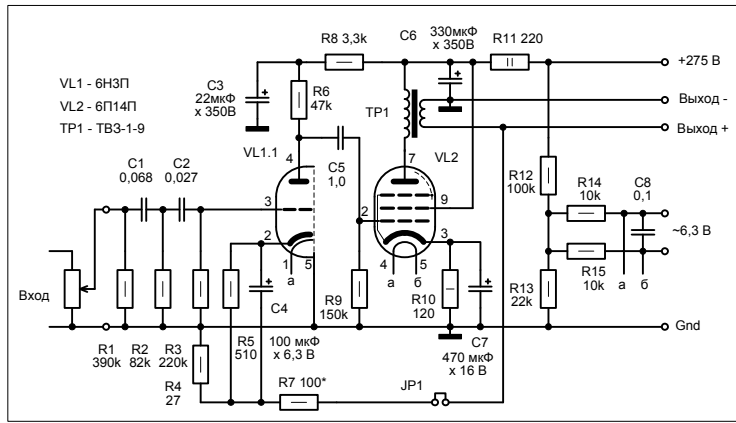 R8 3,3k
C6
330мкФ
x 350В
R11 220
+275 В
VL1 - 6Н3П
VL2 - 6П14П
TP1 - ТВЗ-1-9
C3
22мкФ
x 350В
R6
47k
TP1
Выход -
Выход +
VL1.1
4
C5
1,0
7
VL2
C1
0,068
C2
0,027
R12
100k
R14
10k
C8
0,1
3
2
9
~6,3 В
2
3
1
5
а
4
5
а
б
R15
10k
а
б
Вход
C4
R9
150k
R10
120
R13
22k
Gnd
R1
390k
R2
82k
R3
220k
R5
510
100 мкФ
x 6,3 В
C7
470 мкФ
x 16 В
R4
27
R7 100*
JP1